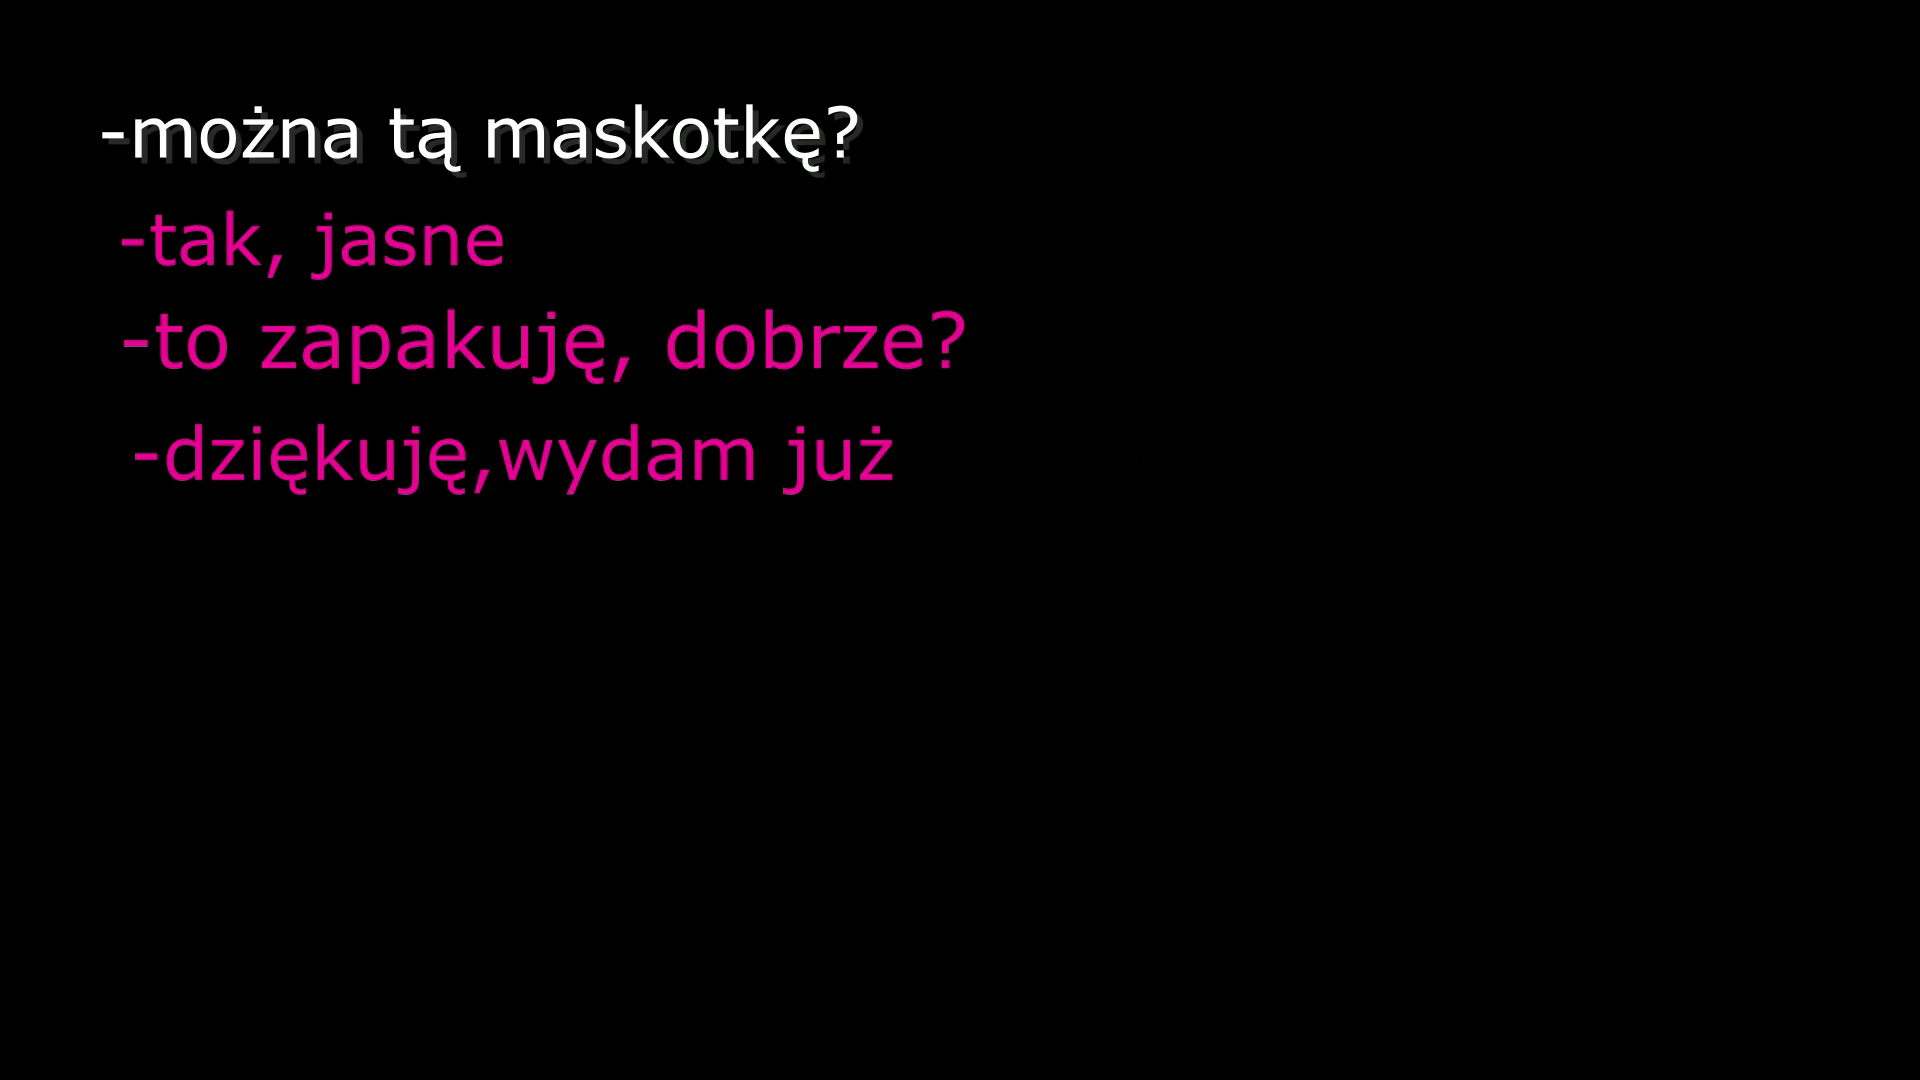 -można tą maskotkę?
-tak, jasne
-to zapakuję, dobrze?
-dziękuję,wydam już